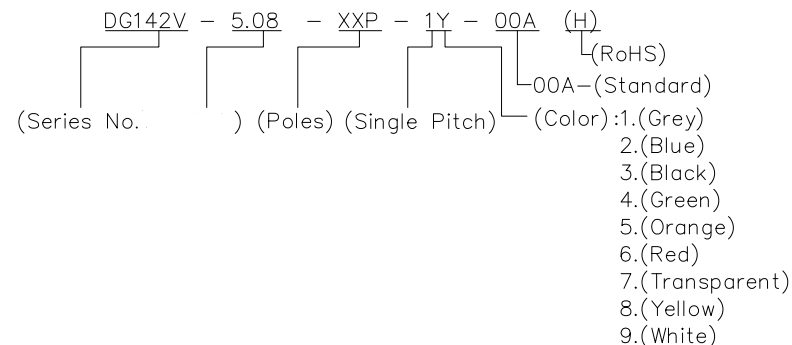 DG142V - 5.08 - XXP - 1Y - 00A (H)
(RoHS)
00A-(Standard)
(Series No. ) (Poles) (Single Pitch) (Color):1.(Grey)
2.(Blue)
3.(Black)
4.(Green)
5.(Orange)
6.(Red)
7.(Transparent)
8.(Yellow)
9.(White)